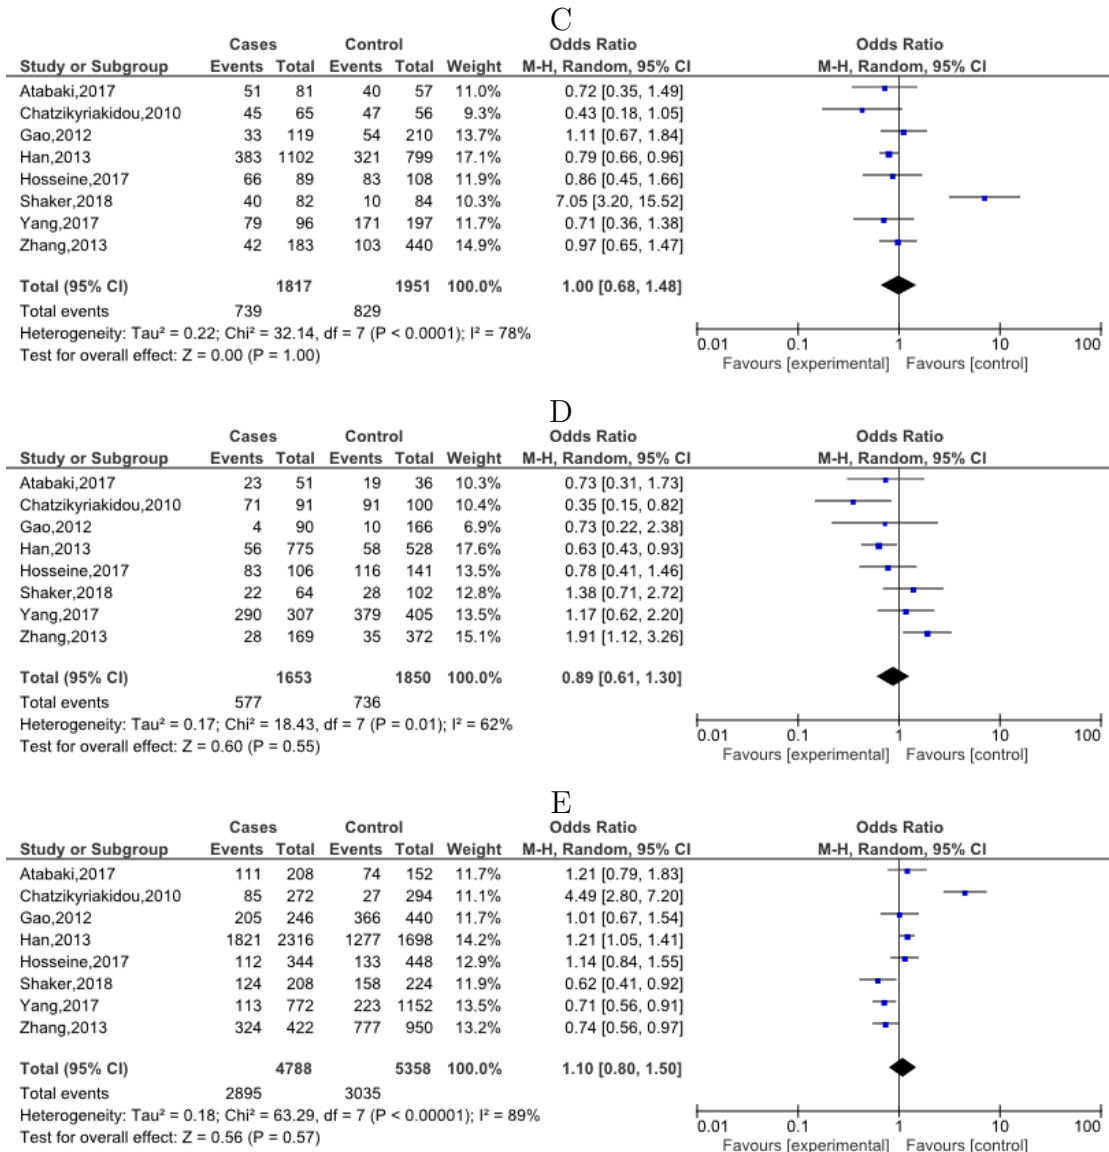 C
Cases Control Odds Ratio Odds Ratio
Study or Subgroup Events Total Events Total Weight M-H, Random, 95% CI M-H, Random, 95% CI
Atabaki,2017 51 81 40 57 11.0% 0.72 [0.35, 1.49]
Chatzikyriakidou,2010 45 65 47 56 9.3% 0.43 [0.18, 1.05]
Gao,2012 33 119 54 210 13.7% 1.11 [0.67, 1.84]
Han,2013 383 1102 321 799 17.1% 0.79 [0.66, 0.96]
Hosseine,2017 66 89 83 108 11.9% 0.86 [0.45, 1.66]
Shaker,2018 40 82 10 84 10.3% 7.05 [3.20, 15.52]
Yang,2017 79 96 171 197 11.7% 0.71 [0.36, 1.38]
Zhang,2013 42 183 103 440 14.9% 0.97 [0.65, 1.47]
Total (95% CI) 1817 1951 100.0% 1.00 [0.68, 1.48]
Total events 739 829
Heterogeneity: Tau² = 0.22; Chi² = 32.14, df = 7 (P < 0.0001); I² = 78%
Test for overall effect: Z = 0.00 (P = 1.00)
0.01 0.1 1 10 100
Favours [experimental] Favours [control]
D
Cases Control Odds Ratio Odds Ratio
Study or Subgroup Events Total Events Total Weight M-H, Random, 95% CI M-H, Random, 95% CI
Atabaki,2017 23 51 19 36 10.3% 0.73 [0.31, 1.73]
Chatzikyriakidou,2010 71 91 91 100 10.4% 0.35 [0.15, 0.82]
Gao,2012 4 90 10 166 6.9% 0.73 [0.22, 2.38]
Han,2013 56 775 58 528 17.6% 0.63 [0.43, 0.93]
Hosseine,2017 83 106 116 141 13.5% 0.78 [0.41, 1.46]
Shaker,2018 22 64 28 102 12.8% 1.38 [0.71, 2.72]
Yang,2017 290 307 379 405 13.5% 1.17 [0.62, 2.20]
Zhang,2013 28 169 35 372 15.1% 1.91 [1.12, 3.26]
Total (95% CI) 1653 1850 100.0% 0.89 [0.61, 1.30]
Total events 577 736
Heterogeneity: Tau² = 0.17; Chi² = 18.43, df = 7 (P = 0.01); I² = 62%
Test for overall effect: Z = 0.60 (P = 0.55)
0.01 0.1 1 10 100
Favours [experimental] Favours [control]
E
Cases Control Odds Ratio Odds Ratio
Study or Subgroup Events Total Events Total Weight M-H, Random, 95% CI M-H, Random, 95% CI
Atabaki,2017 111 208 74 152 11.7% 1.21 [0.79, 1.83]
Chatzikyriakidou,2010 85 272 27 294 11.1% 4.49 [2.80, 7.20]
Gao,2012 205 246 366 440 11.7% 1.01 [0.67, 1.54]
Han,2013 1821 2316 1277 1698 14.2% 1.21 [1.05, 1.41]
Hosseine,2017 112 344 133 448 12.9% 1.14 [0.84, 1.55]
Shaker,2018 124 208 158 224 11.9% 0.62 [0.41, 0.92]
Yang,2017 113 772 223 1152 13.5% 0.71 [0.56, 0.91]
Zhang,2013 324 422 777 950 13.2% 0.74 [0.56, 0.97]
Total (95% CI) 4788 5358 100.0% 1.10 [0.80, 1.50]
Total events 2895 3035
Heterogeneity: Tau² = 0.18; Chi² = 63.29, df = 7 (P < 0.00001); I² = 89%
Test for overall effect: Z = 0.56 (P = 0.57)
0.01 0.1 1 10 100
Favours [experimental] Favours [control]